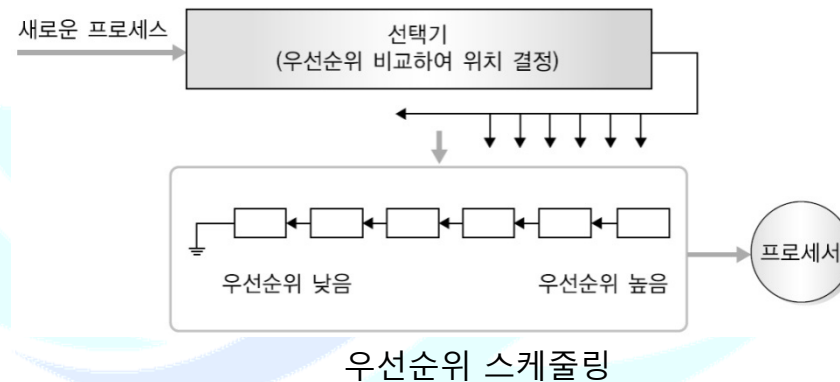 새로운 프로세스
선택기
(우선순위 비교하여 위치 결정)
우선순위 낮음
우선순위 높음
프로세서
우선순위 스케줄링